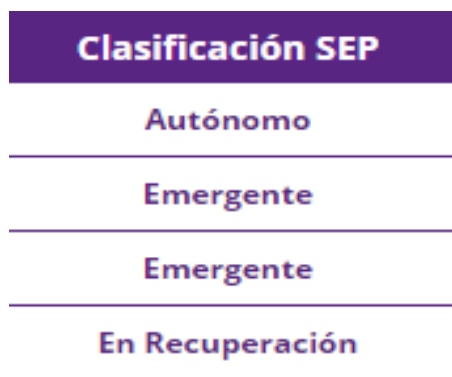 Clasificación SEP
Autónomo
Emergente
Emergente
En Recuperación